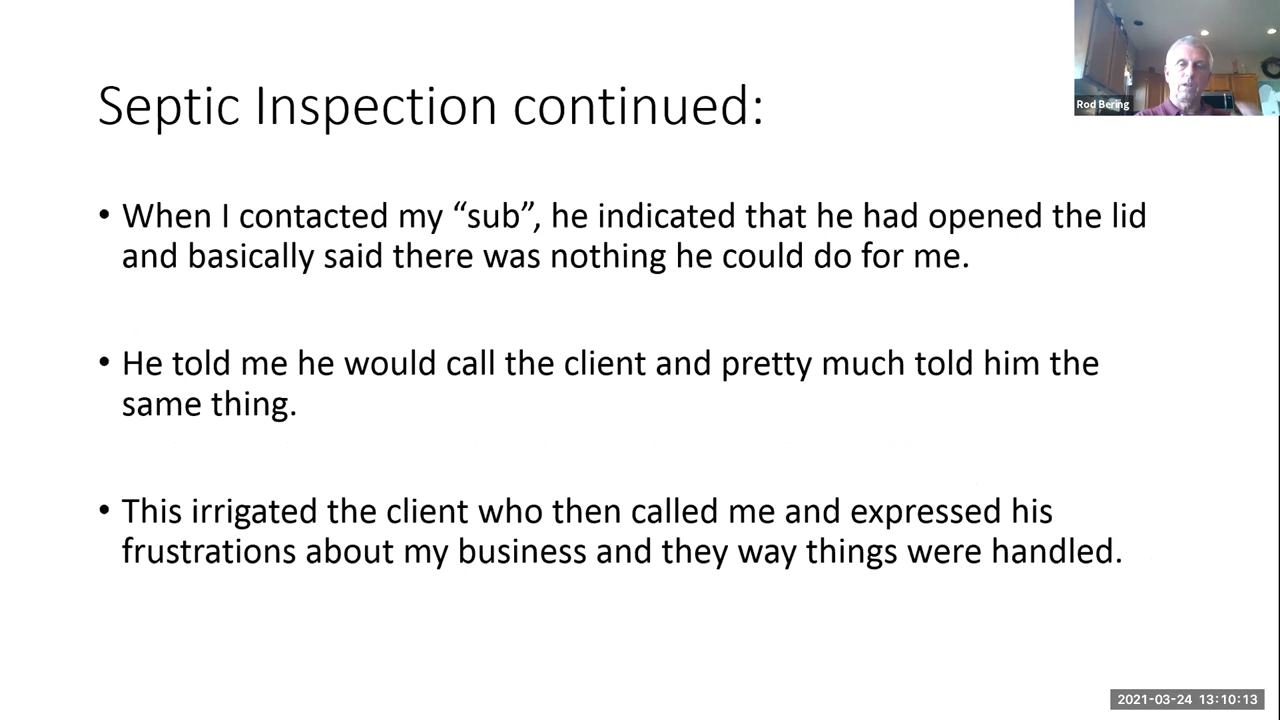 Septic Inspection continued:
Rod Bering
• When I contacted my “sub”, he indicated that he had opened the lid
and basically said there was nothing he could do for me.
• He told me he would call the client and pretty much told him the
same thing.
• This irrigated the client who then called me and expressed his
frustrations about my business and they way things were handled.
2021-03-24 13:10:13